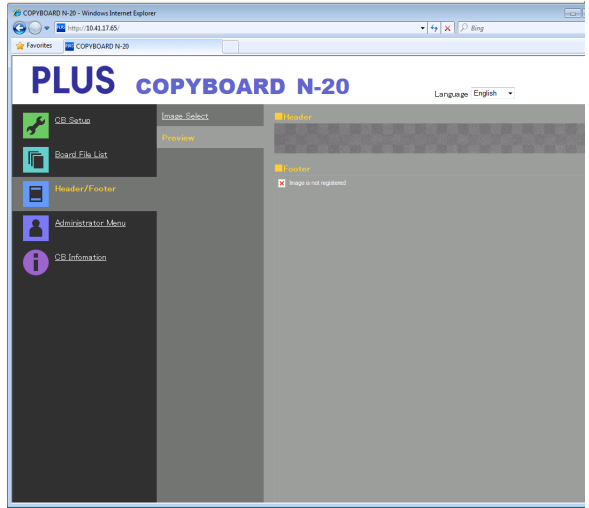 COPYBOARD N-20 - Windows Internet Explorer
http://10.41.17.65/
Bing
Favorites
COPYBOARD N-20
PLUS COPYBOARD N-20
Language English
CB Setup
Board File List
Header/Footer
Administrator Menu
CB Infomation
Image Select
Preview
Header
Footer
Image is not registered